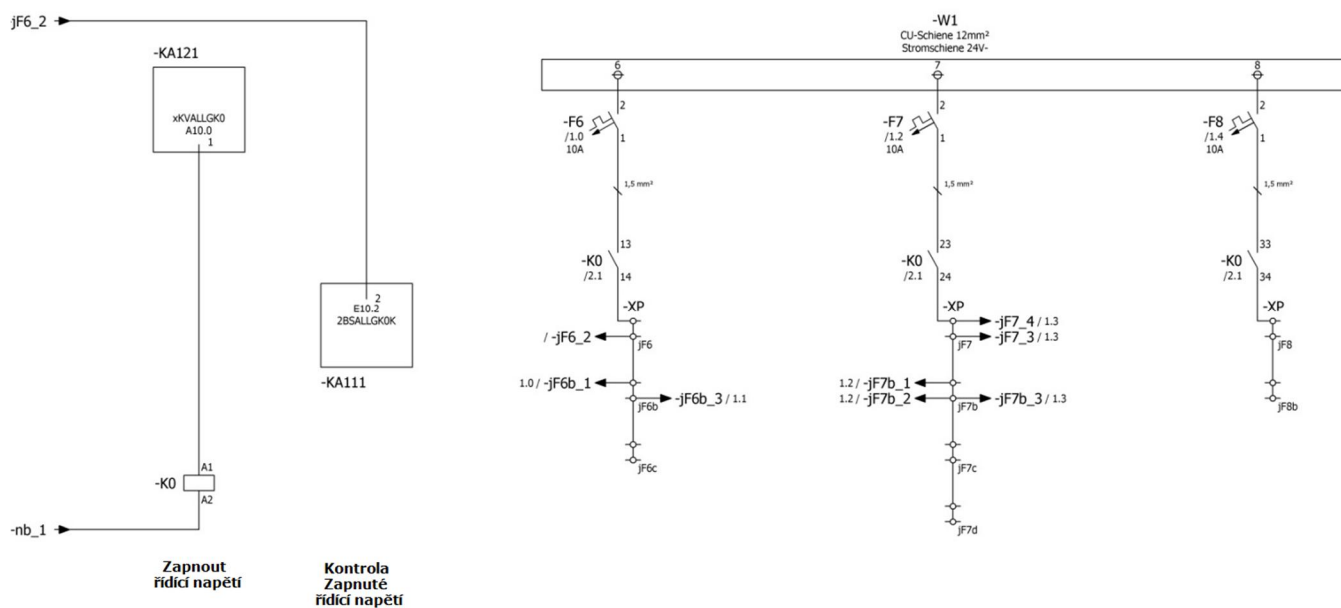 jF6_2
-KA121
xKVALLGK0
A10.0
1
2
E10.2
2BSALLGK0K
-KA111
A1
-K0
A2
-nb_1
Zapnout
řídící napětí
Kontrola
Zapnuté
řídící napětí
-W1
CU-Schiene 12mm²
Stromschiene 24V-
6
7
8
2
-F6
/1.0
10A
1
1,5 mm²
13
-K0
/2.1
14
-XP
/ -jF6_2
jF6
1.0 / -jF6b_1
jF6b
-jF6b_3 / 1.1
jF6c
2
-F7
/1.2
10A
1
1,5 mm²
23
-K0
/2.1
24
-XP
-jF7_4 / 1.3
jF7
-jF7_3 / 1.3
1.2 / -jF7b_1
1.2 / -jF7b_2
jF7b
-jF7b_3 / 1.3
jF7c
jF7d
2
-F8
/1.4
10A
1
1,5 mm²
33
-K0
/2.1
34
-XP
jF8
jF8b